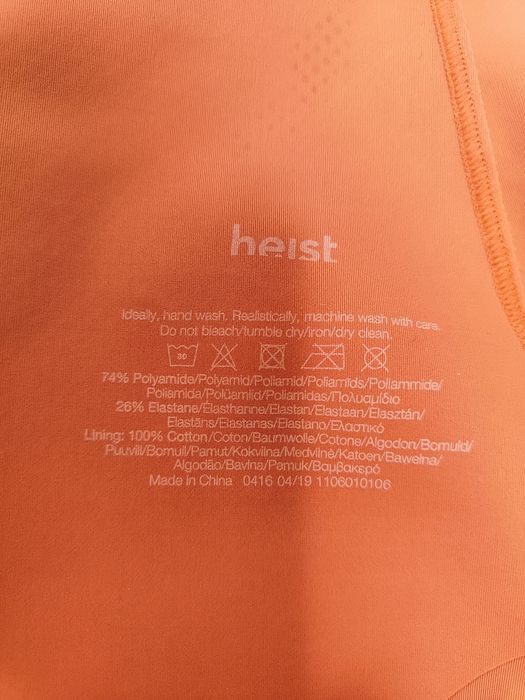 heist
Ideally, hand wash. Realistically, machine wash with care.
Do not bleach/tumble dry/iron/dry clean.
30
74% Polyamide/Polyamid/Poliamid/Poliamīds/Poliammide/
Poliamida/Polüamiid/Poliamidas/Πολυαμίδιο
26% Elastane/Élasthanne/Elastan/Elastaan/Elasztán/
Elastāns/Elastanas/Elastano/Ελαστικό
Lining: 100% Cotton/Coton/Baumwolle/Cotone/Algodon/Bomuld/
Puuvill/Bomull/Pamut/Kokvilna/Medvilnė/Katoen/Bawełna/
Algodão/Bavlna/Pamuk/Βαμβακερό
Made in China 0416 04/19 1106010106